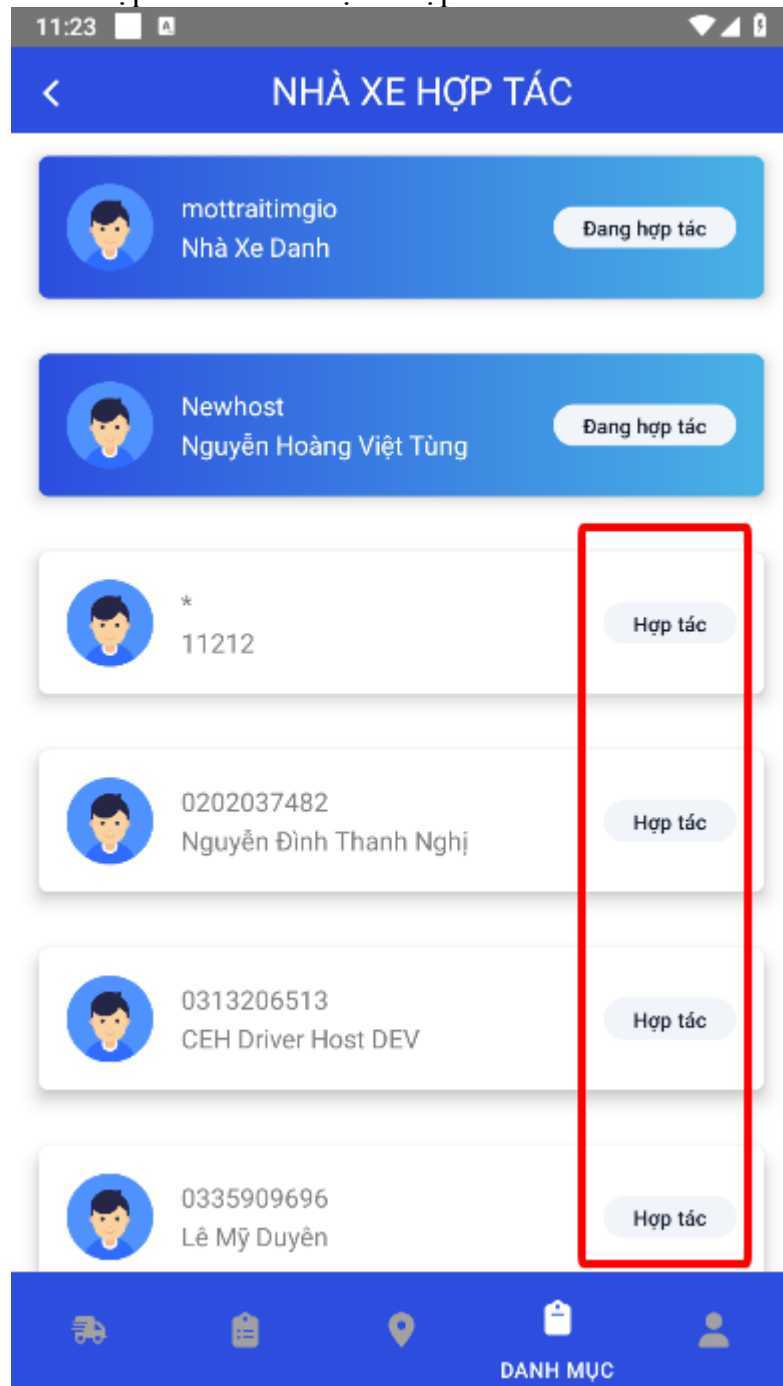 11:23
NHÀ XE HỢP TÁC
mottraitimgio
Nhà Xe Danh
Đang hợp tác
Newhost
Nguyễn Hoàng Việt Tùng
Đang hợp tác
*
11212
Hợp tác
0202037482
Nguyễn Đình Thanh Nghị
Hợp tác
0313206513
CEH Driver Host DEV
Hợp tác
0335909696
Lê Mỹ Duyên
Hợp tác
DANH MỤC